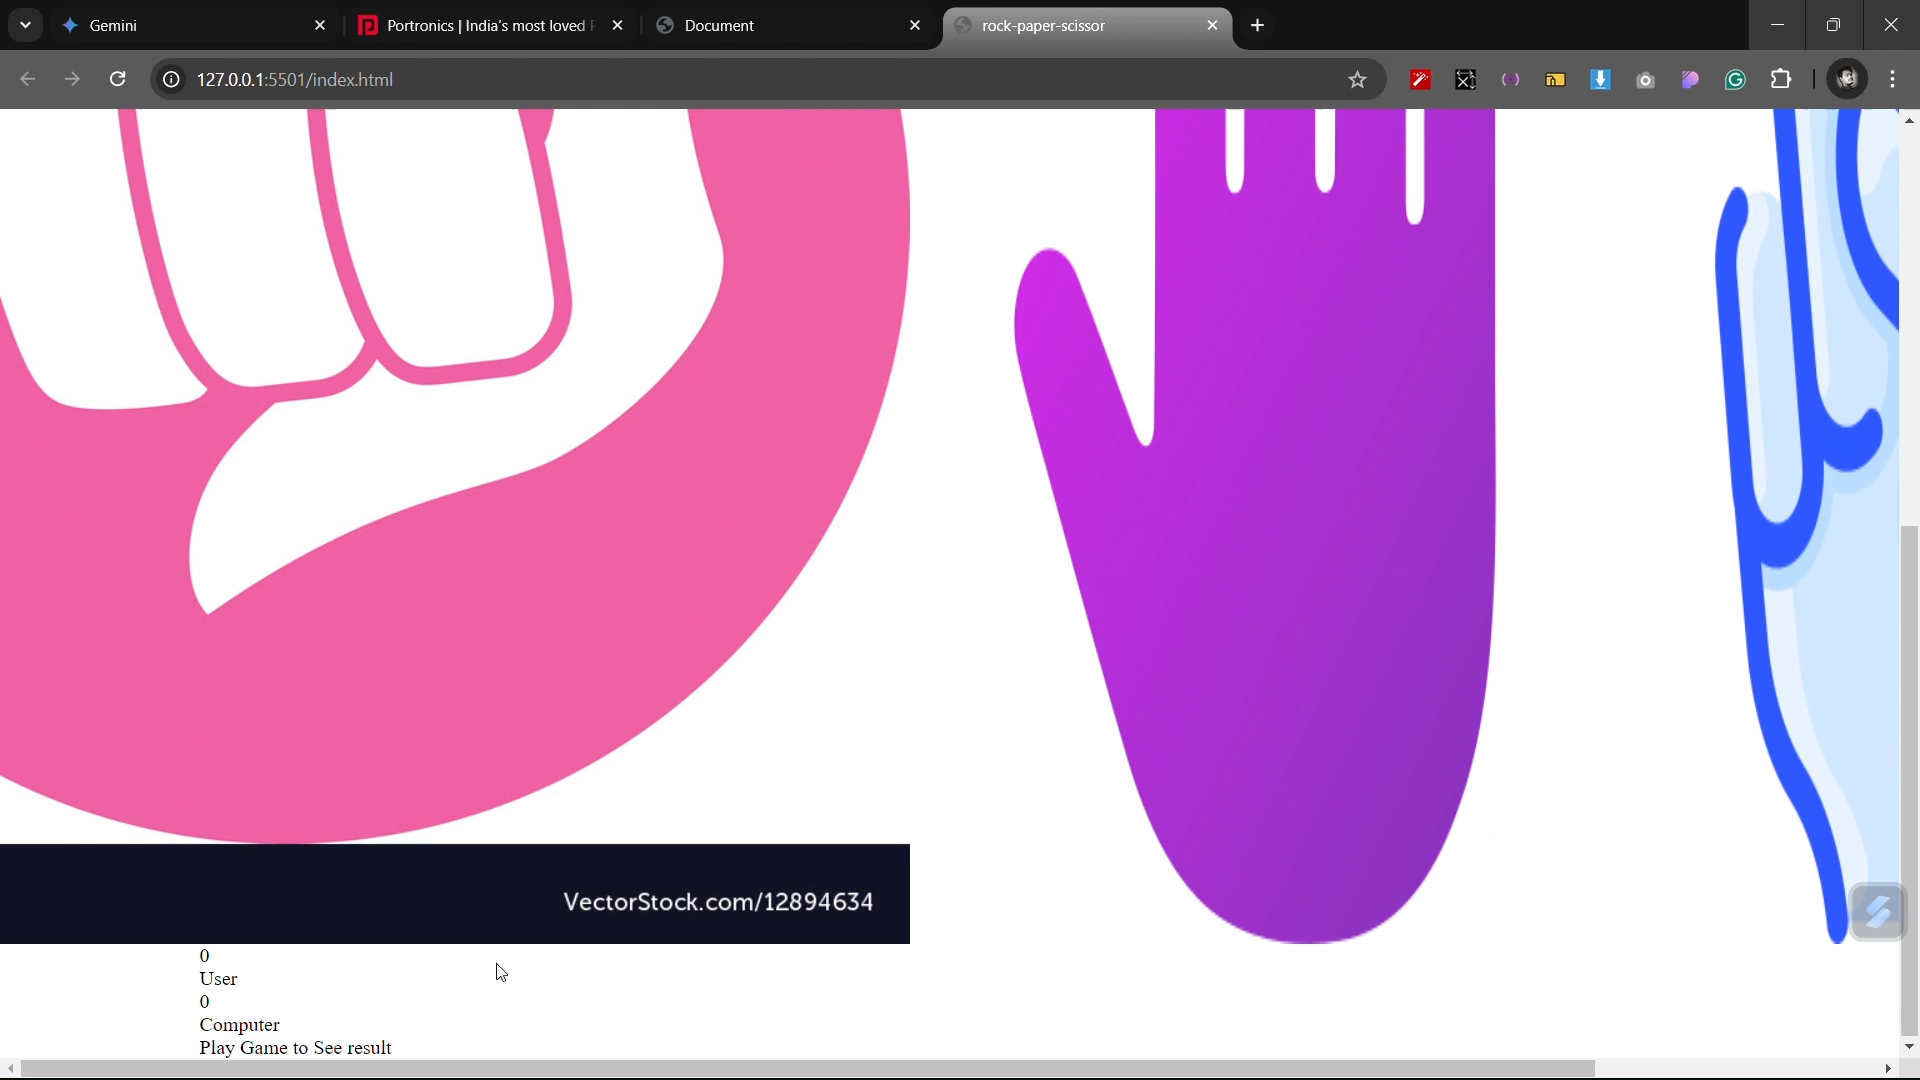 Gemini
Portronics | India's most loved
Document
rock-paper-scissor
127.0.0.1:5501/index.html
VectorStock.com/12894634
0
User
0
Computer
Play Game to See result